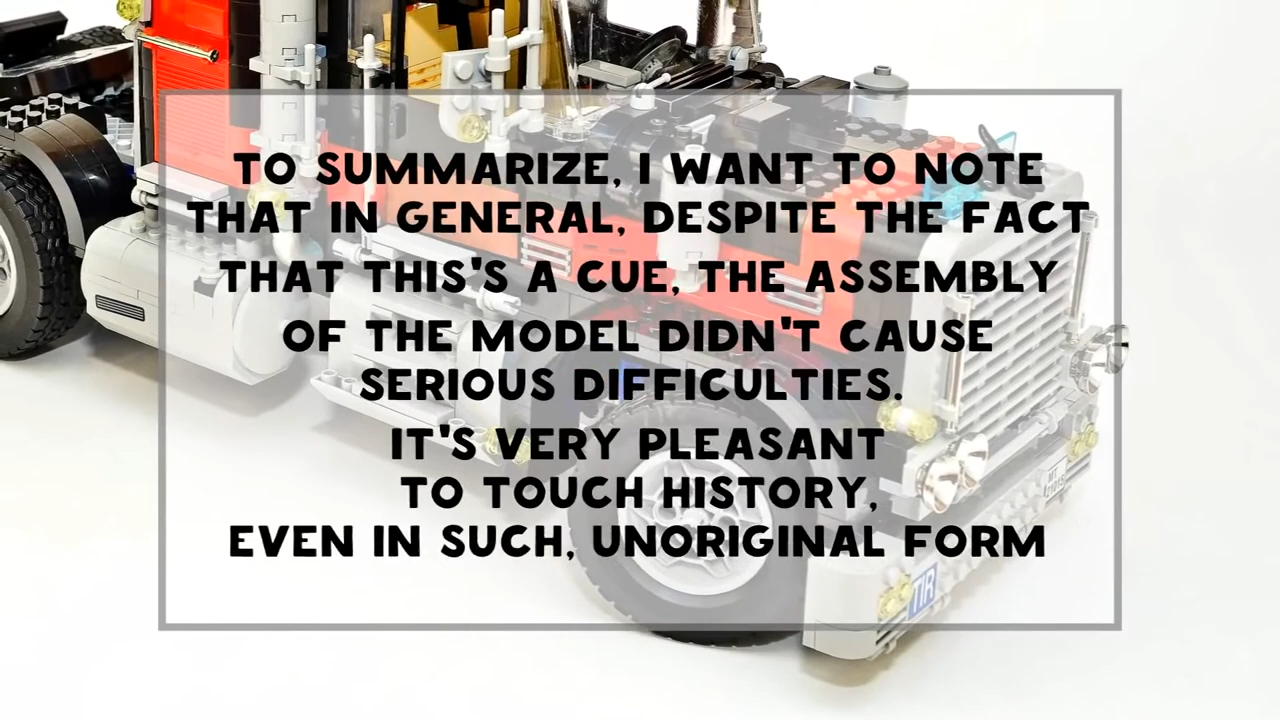 TO SUMMARIZE, I WANT TO NOTE
THAT IN GENERAL, DESPITE THE FACT
THAT THIS'S A CUE, THE ASSEMBLY
OF THE MODEL DIDN'T CAUSE
SERIOUS DIFFICULTIES.
IT'S VERY PLEASANT
TO TOUCH HISTORY,
EVEN IN SUCH, UNORIGINAL FORM
TIR